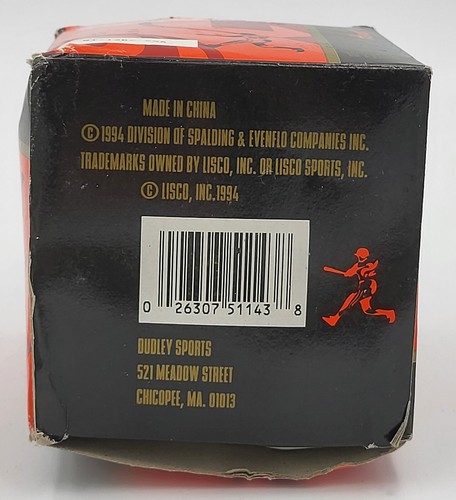 MADE IN CHINA
© 1994 DIVISION OF SPALDING & EVENFLO COMPANIES INC.
TRADEMARKS OWNED BY LISCO, INC. OR LISCO SPORTS, INC.
© LISCO, INC. 1994
0 26307 51143 8
DUDLEY SPORTS
521 MEADOW STREET
CHICOPEE, MA. 01013